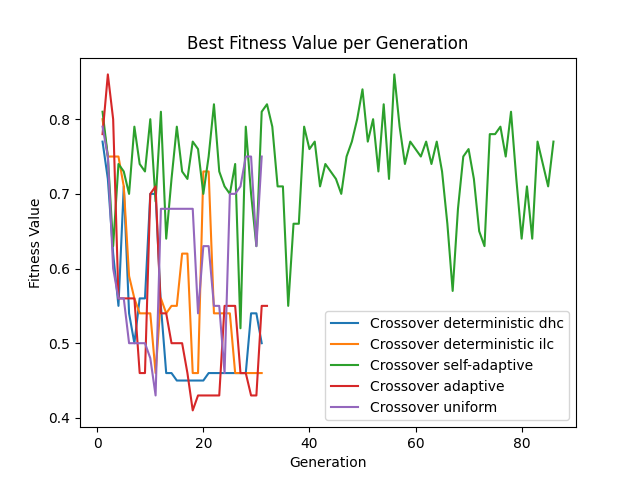 Best Fitness Value per Generation
Fitness Value
0.8
0.7
0.6
0.5
0.4
0
20
40
60
80
Generation
Crossover deterministic dhc
Crossover deterministic ilc
Crossover self-adaptive
Crossover adaptive
Crossover uniform